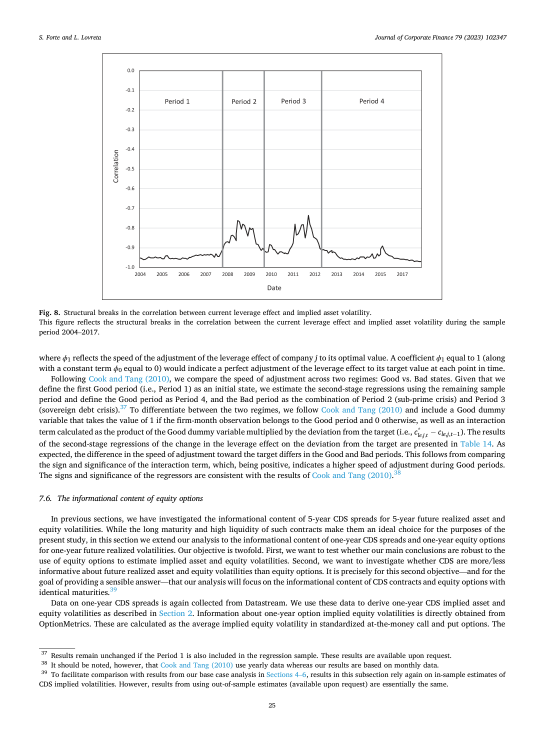 S. Forte and L. Lovreta
Journal of Corporate Finance 79 (2023) 102347
0.0
-0.1
-0.2
-0.3
-0.4
-0.5
-0.6
-0.7
-0.8
-0.9
-1.0
Correlation
Period 1
Period 2
Period 3
Period 4
2004 2005 2006 2007 2008 2009 2010 2011 2012 2013 2014 2015 2016 2017
Date
Fig. 8. Structural breaks in the correlation between current leverage effect and implied asset volatility.
This figure reflects the structural breaks in the correlation between the current leverage effect and implied asset volatility during the sample
period 2004–2017.
where ϕ1 reflects the speed of the adjustment of the leverage effect of company j to its optimal value. A coefficient ϕ1 equal to 1 (along
with a constant term ϕ0 equal to 0) would indicate a perfect adjustment of the leverage effect to its target value at each point in time.
Following Cook and Tang (2010), we compare the speed of adjustment across two regimes: Good vs. Bad states. Given that we
define the first Good period (i.e., Period 1) as an initial state, we estimate the second-stage regressions using the remaining sample
period and define the Good period as Period 4, and the Bad period as the combination of Period 2 (sub-prime crisis) and Period 3
(sovereign debt crisis).37 To differentiate between the two regimes, we follow Cook and Tang (2010) and include a Good dummy
variable that takes the value of 1 if the firm-month observation belongs to the Good period and 0 otherwise, as well as an interaction
term calculated as the product of the Good dummy variable multiplied by the deviation from the target (i.e., c*le,j,t − cle,j,t−1). The results
of the second-stage regressions of the change in the leverage effect on the deviation from the target are presented in Table 14. As
expected, the difference in the speed of adjustment toward the target differs in the Good and Bad periods. This follows from comparing
the sign and significance of the interaction term, which, being positive, indicates a higher speed of adjustment during Good periods.
The signs and significance of the regressors are consistent with the results of Cook and Tang (2010).38
7.6. The informational content of equity options
In previous sections, we have investigated the informational content of 5-year CDS spreads for 5-year future realized asset and
equity volatilities. While the long maturity and high liquidity of such contracts make them an ideal choice for the purposes of the
present study, in this section we extend our analysis to the informational content of one-year CDS spreads and one-year equity options
for one-year future realized volatilities. Our objective is twofold. First, we want to test whether our main conclusions are robust to the
use of equity options to estimate implied asset and equity volatilities. Second, we want to investigate whether CDS are more/less
informative about future realized asset and equity volatilities than equity options. It is precisely for this second objective—and for the
goal of providing a sensible answer—that our analysis will focus on the informational content of CDS contracts and equity options with
identical maturities.39
Data on one-year CDS spreads is again collected from Datastream. We use these data to derive one-year CDS implied asset and
equity volatilities as described in Section 2. Information about one-year option implied equity volatilities is directly obtained from
OptionMetrics. These are calculated as the average implied equity volatility in standardized at-the-money call and put options. The
37 Results remain unchanged if the Period 1 is also included in the regression sample. These results are available upon request.
38 It should be noted, however, that Cook and Tang (2010) use yearly data whereas our results are based on monthly data.
39 To facilitate comparison with results from our base case analysis in Sections 4–6, results in this subsection rely again on in-sample estimates of
CDS implied volatilities. However, results from using out-of-sample estimates (available upon request) are essentially the same.
25